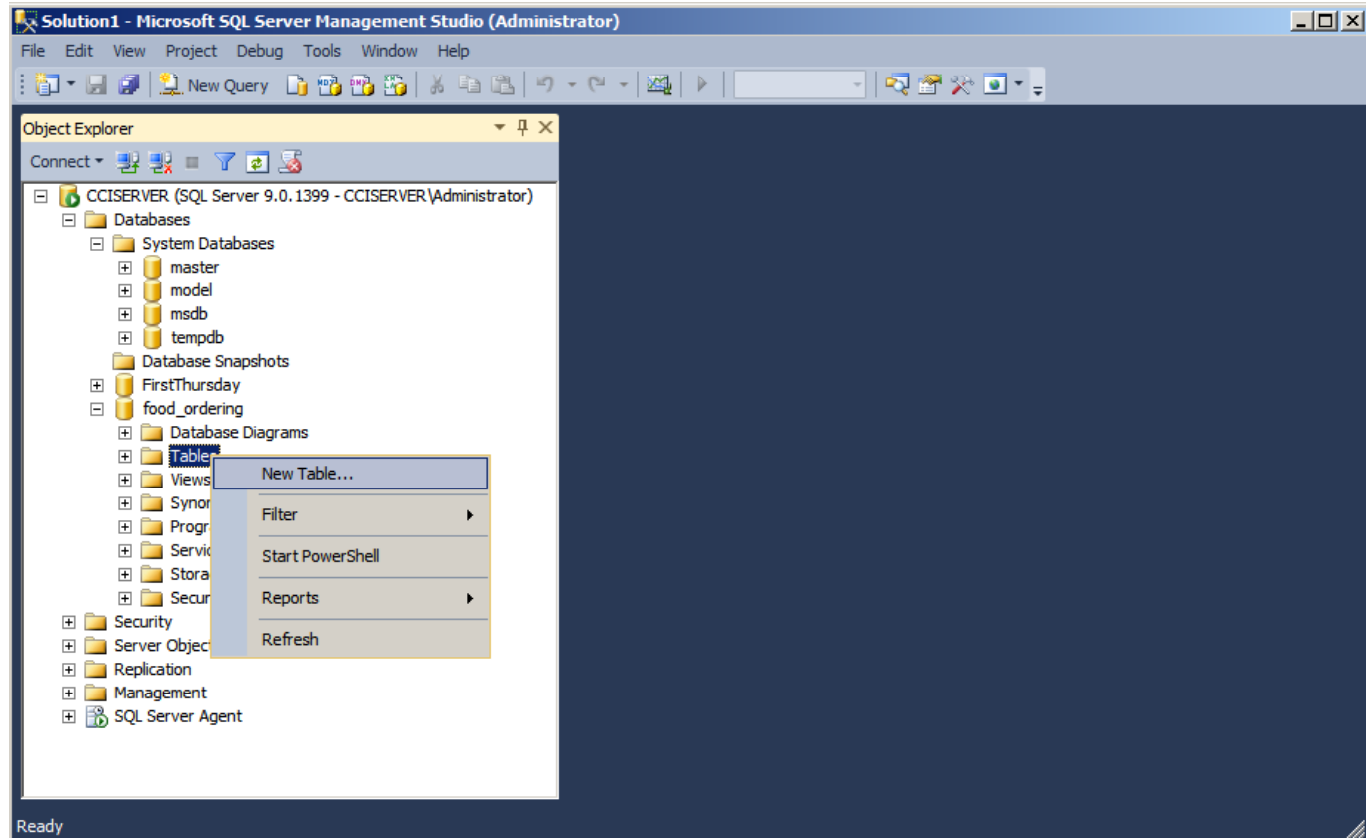 Solution1 - Microsoft SQL Server Management Studio (Administrator)
File Edit View Project Debug Tools Window Help
New Query
Object Explorer
Connect
CCISERVER (SQL Server 9.0.1399 - CCISERVER\Administrator)
Databases
System Databases
master
model
msdb
tempdb
Database Snapshots
FirstThursday
food_ordering
Database Diagrams
Table
Views
Synor
Progr
Servic
Stora
Secur
New Table...
Filter
Start PowerShell
Reports
Refresh
Security
Server Objec
Replication
Management
SQL Server Agent
Ready